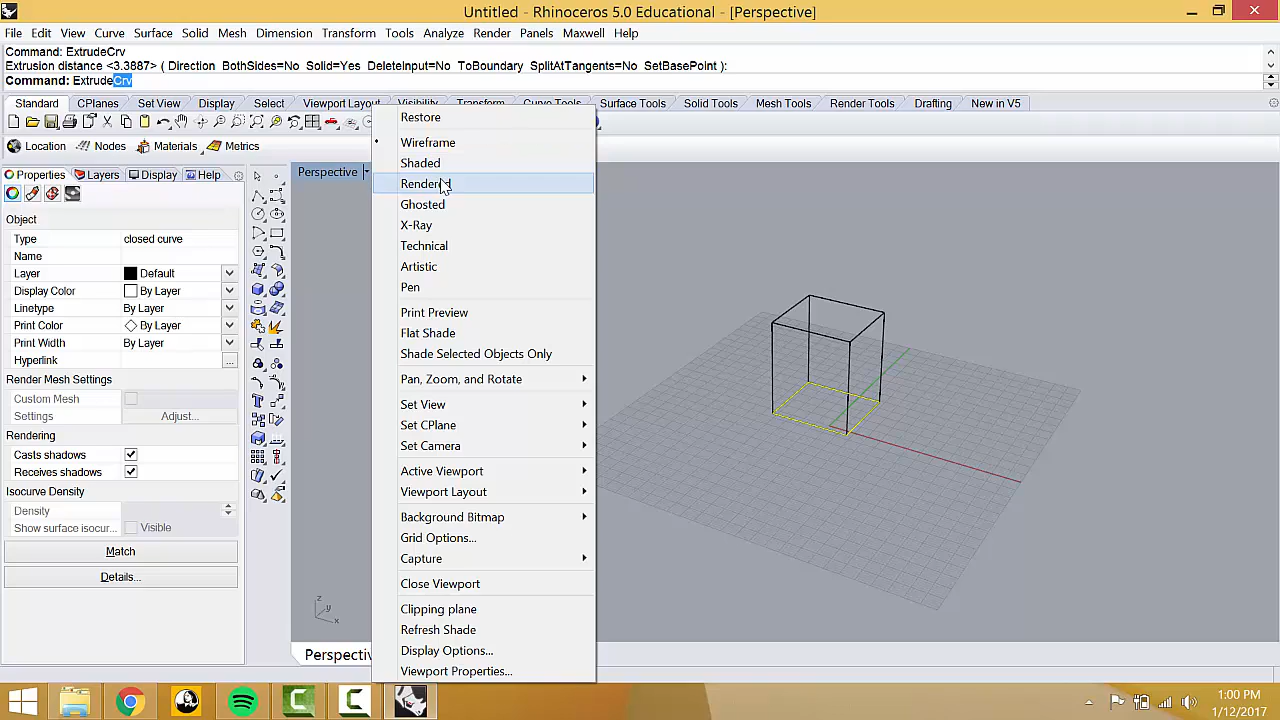 Untitled - Rhinoceros 5.0 Educational - [Perspective]
File Edit View Curve Surface Solid Mesh Dimension Transform Tools Analyze Render Panels Maxwell Help
Command: ExtrudeCrv
Extrusion distance <3.3887> ( Direction BothSides=No Solid=Yes DeleteInput=No ToBoundary SplitAtTangents=No SetBasePoint ):
Command: ExtrudeCrv
Standard CPlanes Set View Display Select Viewport Layout Visibility Transform Curve Tools Surface Tools Solid Tools Mesh Tools Render Tools Drafting New in V5
Location Nodes Materials Metrics
Properties Layers Display Help
Object
Type closed curve
Name
Layer Default
Display Color By Layer
Linetype By Layer
Print Color By Layer
Print Width By Layer
Hyperlink ...
Render Mesh Settings
Custom Mesh
Settings Adjust...
Rendering
Casts shadows
Receives shadows
Isocurve Density
Density
Show surface isocur... Visible
Match
Details...
Perspective
Restore
Wireframe
Shaded
Rendered
Ghosted
X-Ray
Technical
Artistic
Pen
Print Preview
Flat Shade
Shade Selected Objects Only
Pan, Zoom, and Rotate
Set View
Set CPlane
Set Camera
Active Viewport
Viewport Layout
Background Bitmap
Grid Options...
Capture
Close Viewport
Clipping plane
Refresh Shade
Display Options...
Viewport Properties...
z
y
x
Perspectiv
1:00 PM
1/12/2017